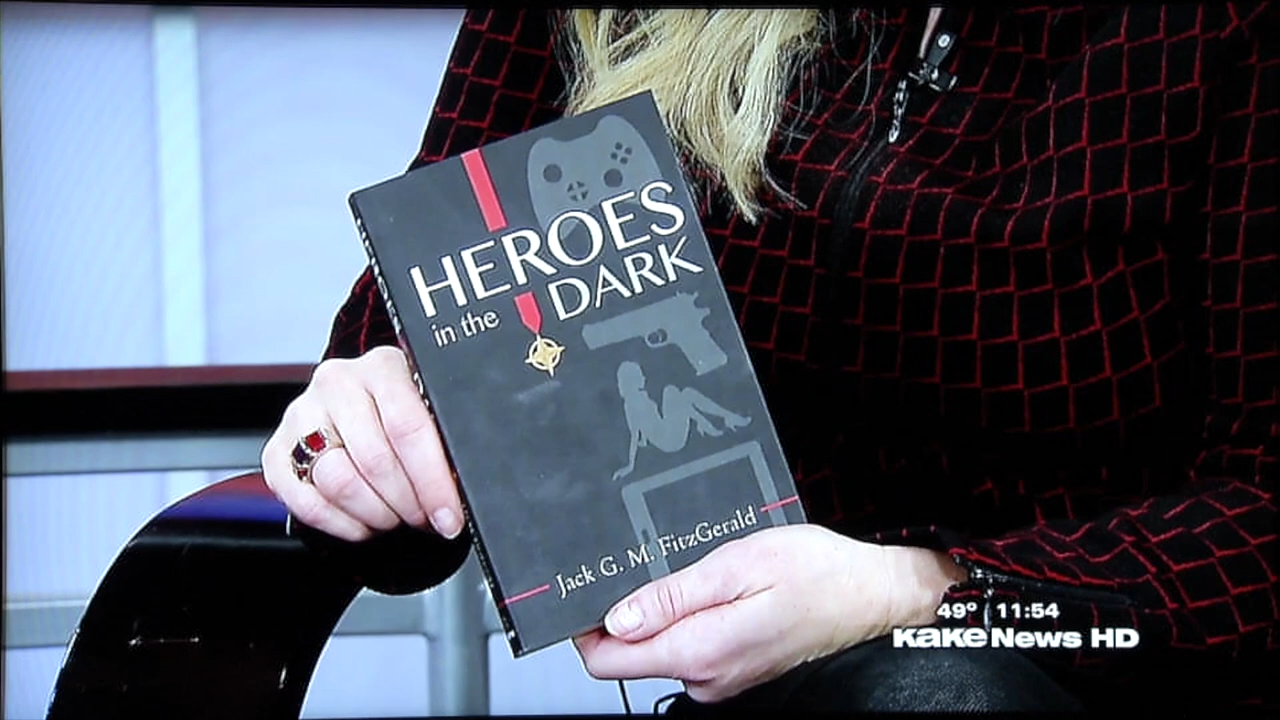 HEROES
in the DARK
Jack G. M. FitzGerald
49° 11:54
KAKE News HD